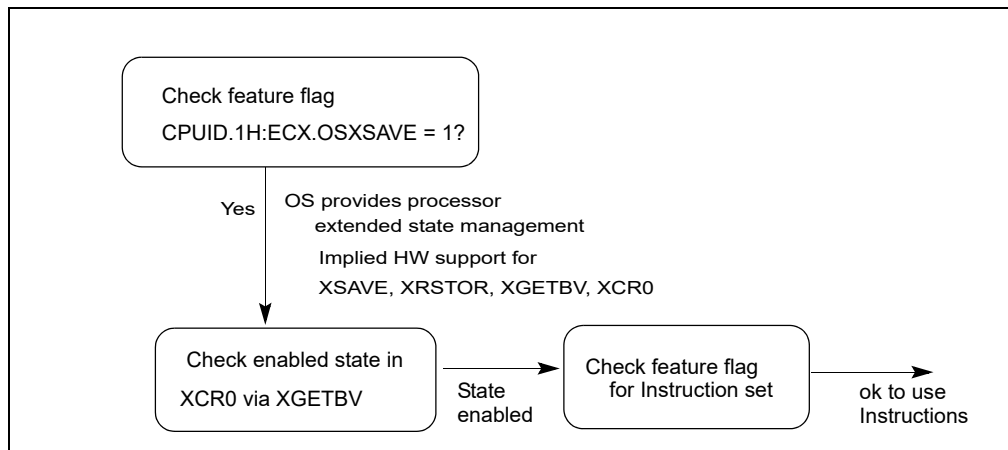 Check feature flag
CPUID.1H:ECX.OSXSAVE = 1?
Yes
OS provides processor
extended state management
Implied HW support for
XSAVE, XRSTOR, XGETBV, XCR0
Check enabled state in
XCR0 via XGETBV
State
enabled
Check feature flag
for Instruction set
ok to use
Instructions